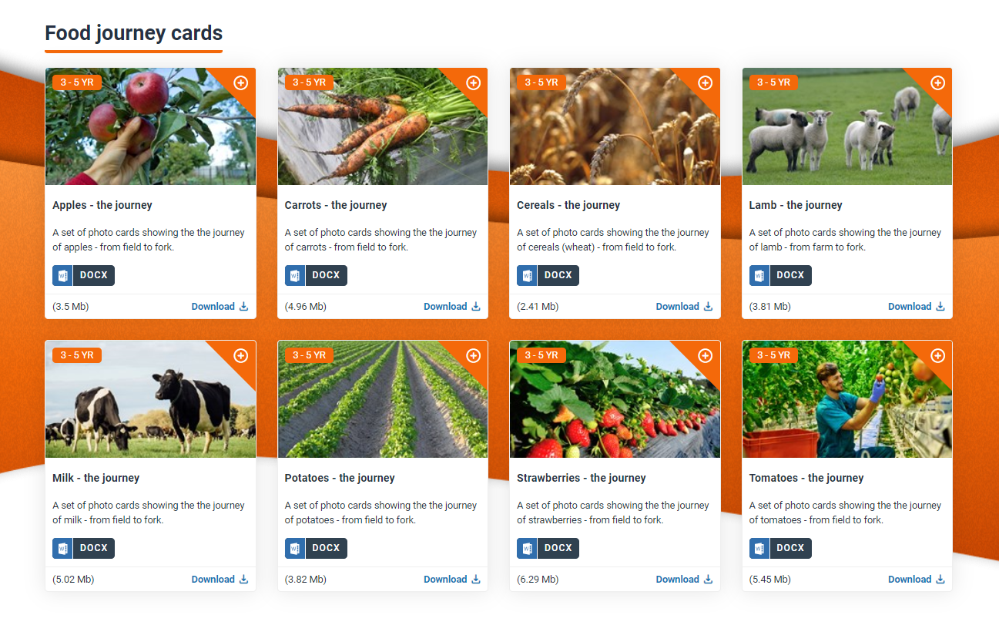 Food journey cards
3 - 5 YR
3 - 5 YR
3 - 5 YR
3 - 5 YR
Apples - the journey
Carrots - the journey
Cereals - the journey
Lamb - the journey
A set of photo cards showing the the journey
of apples - from field to fork.
A set of photo cards showing the the journey
of carrots - from field to fork.
A set of photo cards showing the the journey
of cereals (wheat) - from field to fork.
A set of photo cards showing the the journey
of lamb - from farm to fork.
W DOCX
W DOCX
W DOCX
W DOCX
(3.5 Mb) Download
(4.96 Mb) Download
(2.41 Mb) Download
(3.81 Mb) Download
3 - 5 YR
3 - 5 YR
3 - 5 YR
3 - 5 YR
Milk - the journey
Potatoes - the journey
Strawberries - the journey
Tomatoes - the journey
A set of photo cards showing the the journey
of milk - from field to fork.
A set of photo cards showing the the journey
of potatoes - from field to fork.
A set of photo cards showing the the journey
of strawberries - from field to fork.
A set of photo cards showing the the journey
of tomatoes - from field to fork.
W DOCX
W DOCX
W DOCX
W DOCX
(5.02 Mb) Download
(3.82 Mb) Download
(6.29 Mb) Download
(5.45 Mb) Download